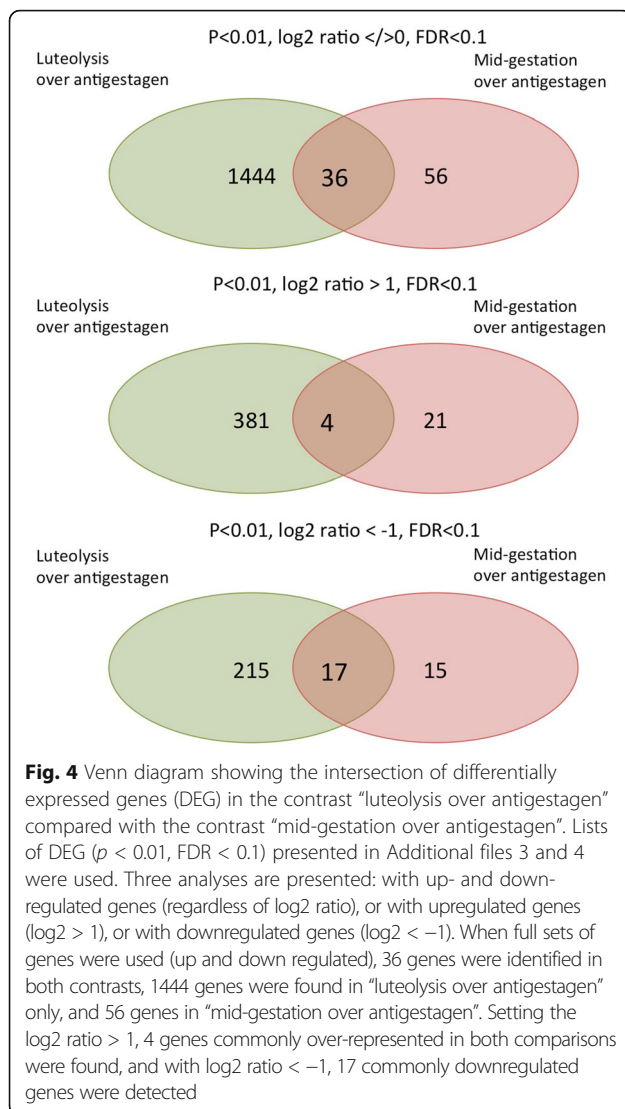 P<0.01, log2 ratio </>0, FDR<0.1
Luteolysis
over antigestagen
Mid-gestation
over antigestagen
1444
36
56
P<0.01, log2 ratio > 1, FDR<0.1
Luteolysis
over antigestagen
Mid-gestation
over antigestagen
381
4
21
P<0.01, log2 ratio < -1, FDR<0.1
Luteolysis
over antigestagen
Mid-gestation
over antigestagen
215
17
15
Fig. 4 Venn diagram showing the intersection of differentially
expressed genes (DEG) in the contrast “luteolysis over antigestagen”
compared with the contrast “mid-gestation over antigestagen”. Lists
of DEG (p < 0.01, FDR < 0.1) presented in Additional files 3 and 4
were used. Three analyses are presented: with up- and down-
regulated genes (regardless of log2 ratio), or with upregulated genes
(log2 > 1), or with downregulated genes (log2 < −1). When full sets of
genes were used (up and down regulated), 36 genes were identified in
both contrasts, 1444 genes were found in “luteolysis over antigestagen”
only, and 56 genes in “mid-gestation over antigestagen”. Setting the
log2 ratio > 1, 4 genes commonly over-represented in both comparisons
were found, and with log2 ratio < −1, 17 commonly downregulated
genes were detected